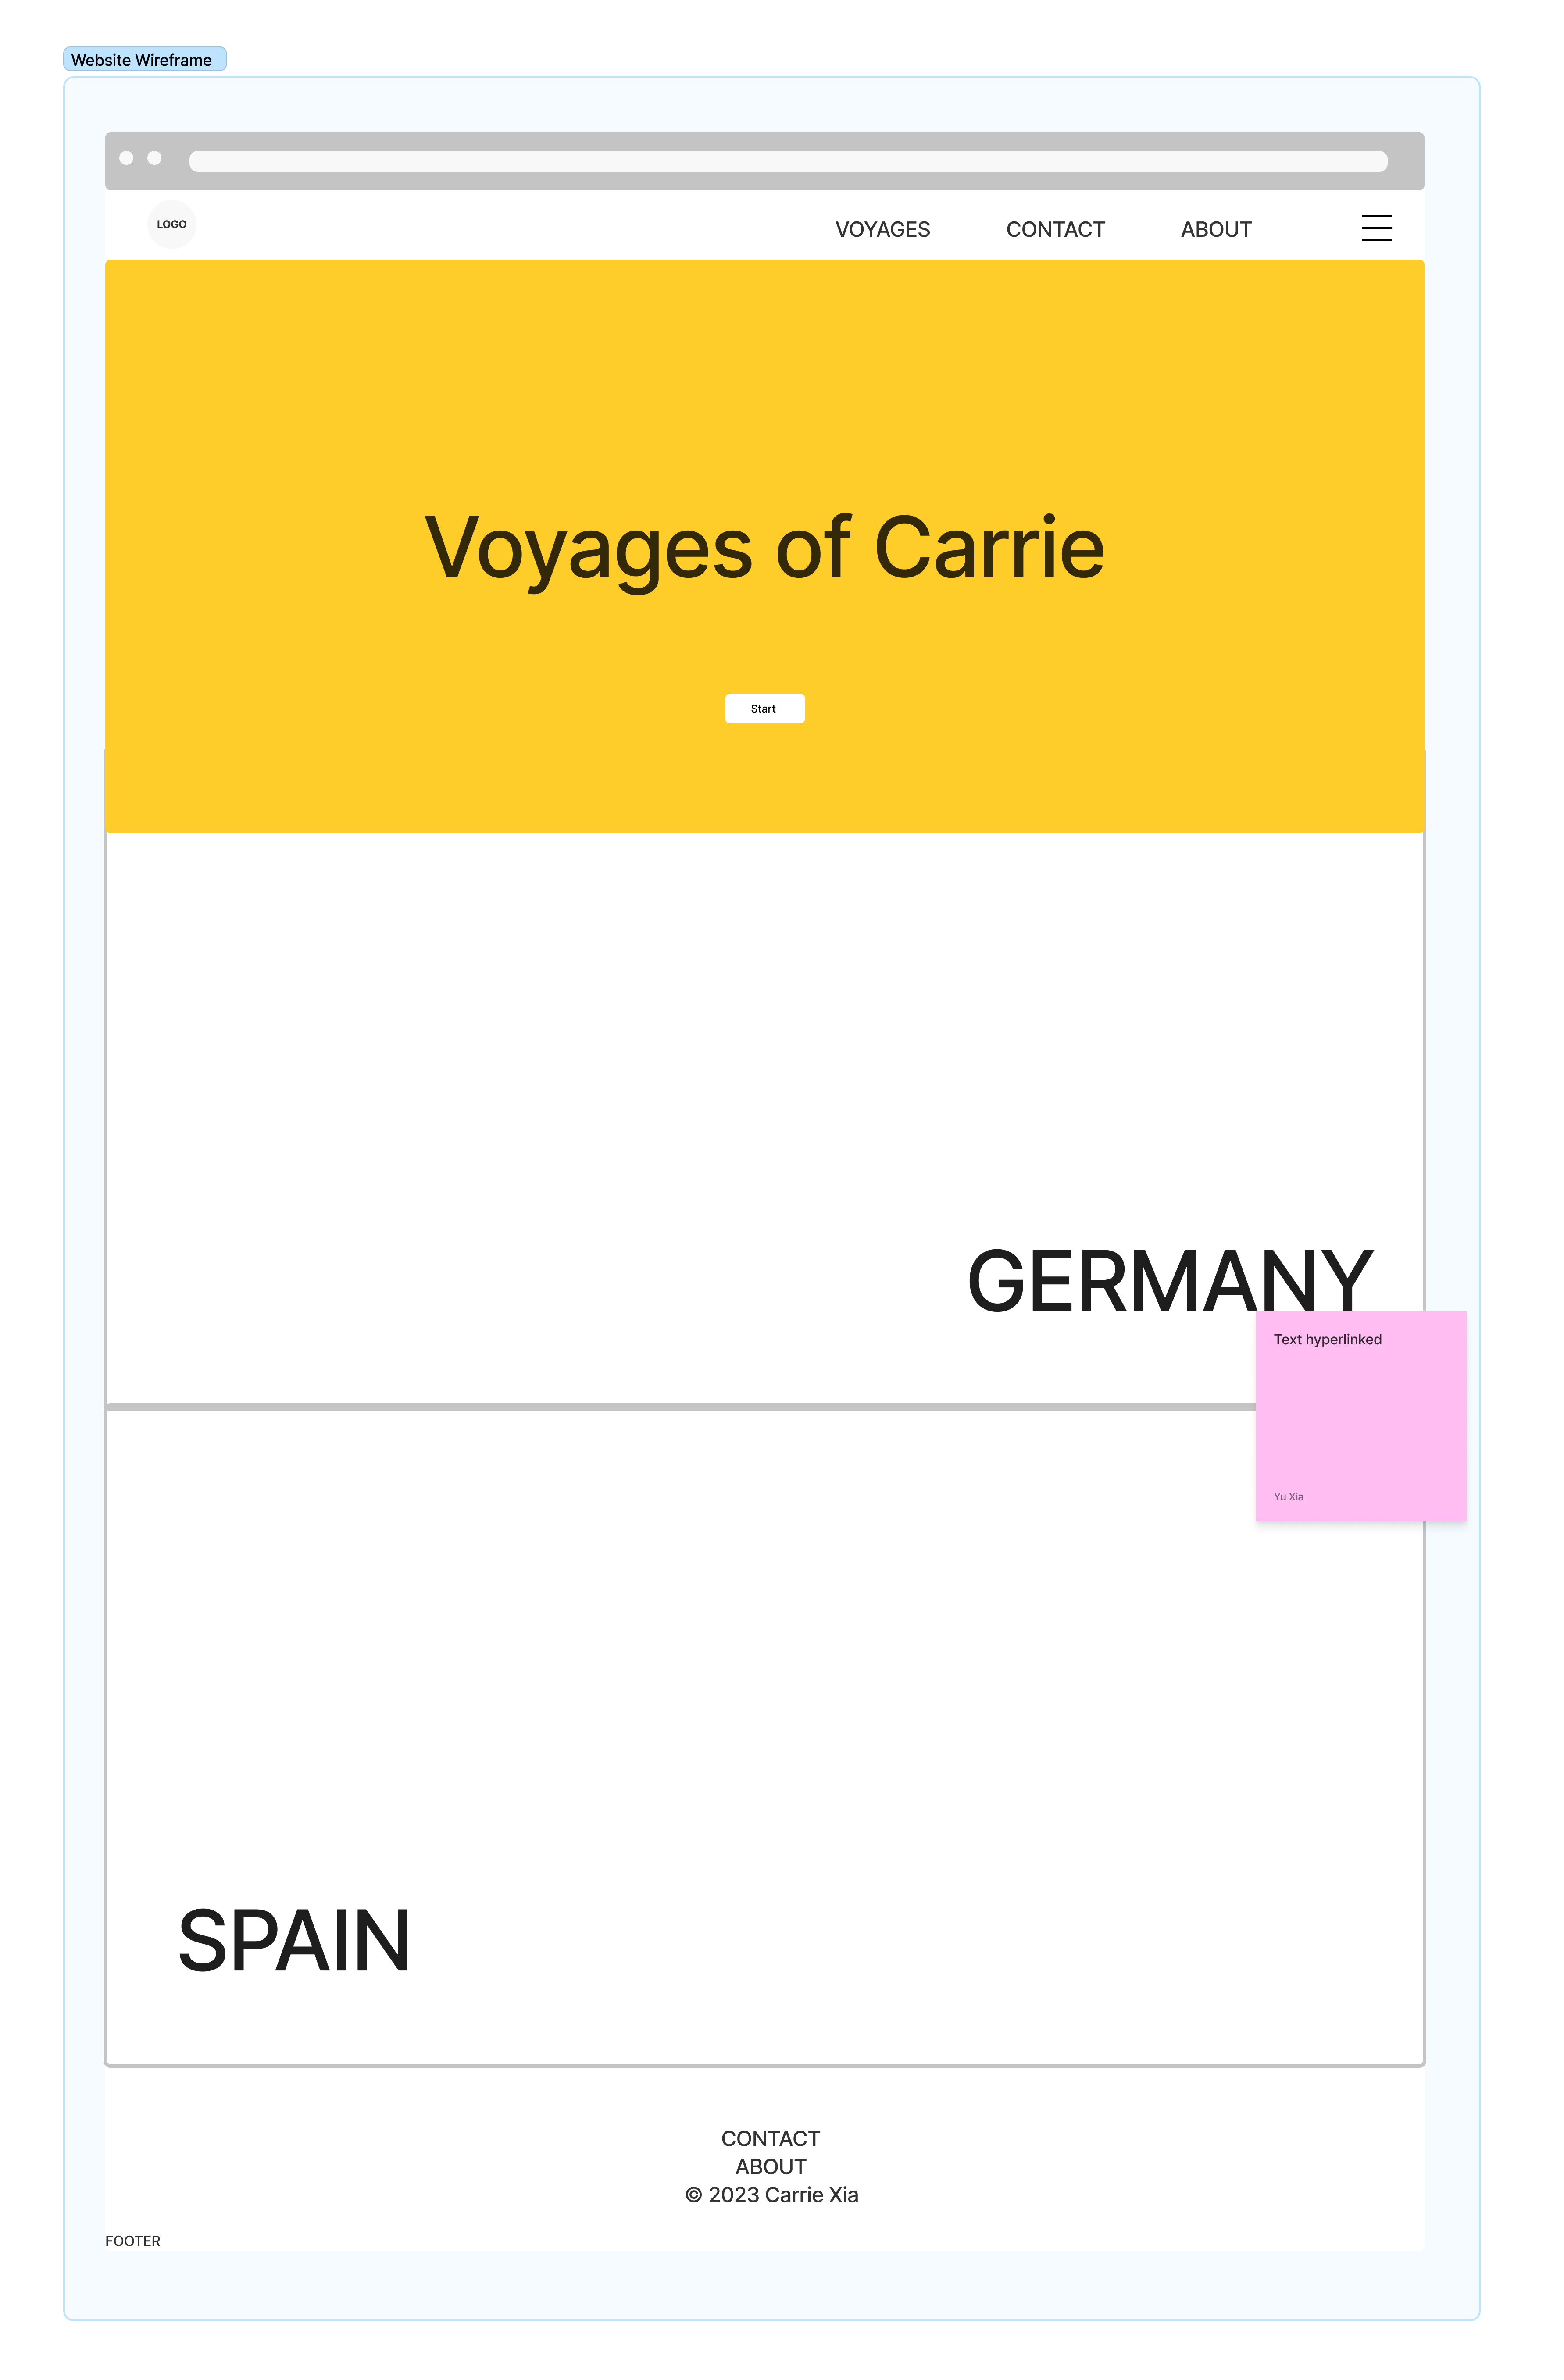 Website Wireframe
LOGO
VOYAGES CONTACT ABOUT
Voyages of Carrie
Start
GERMANY
Text hyperlinked
Yu Xia
SPAIN
CONTACT
ABOUT
© 2023 Carrie Xia
FOOTER